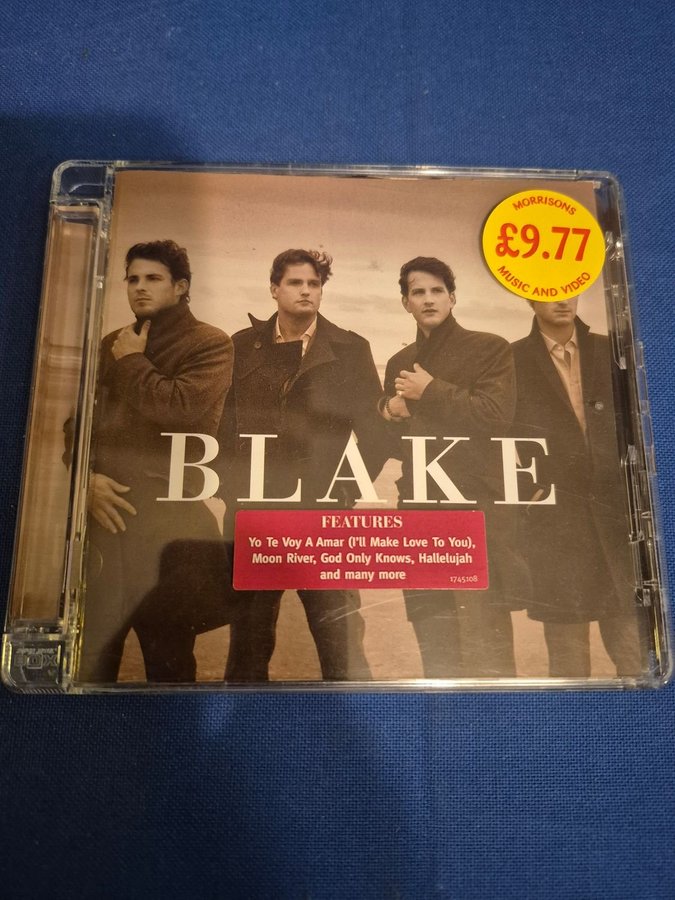 MORRISONS
£9.77
MUSIC AND VIDEO
BLAKE
FEATURES
Yo Te Voy A Amar (I'll Make Love To You),
Moon River, God Only Knows, Hallelujah
and many more
1745108